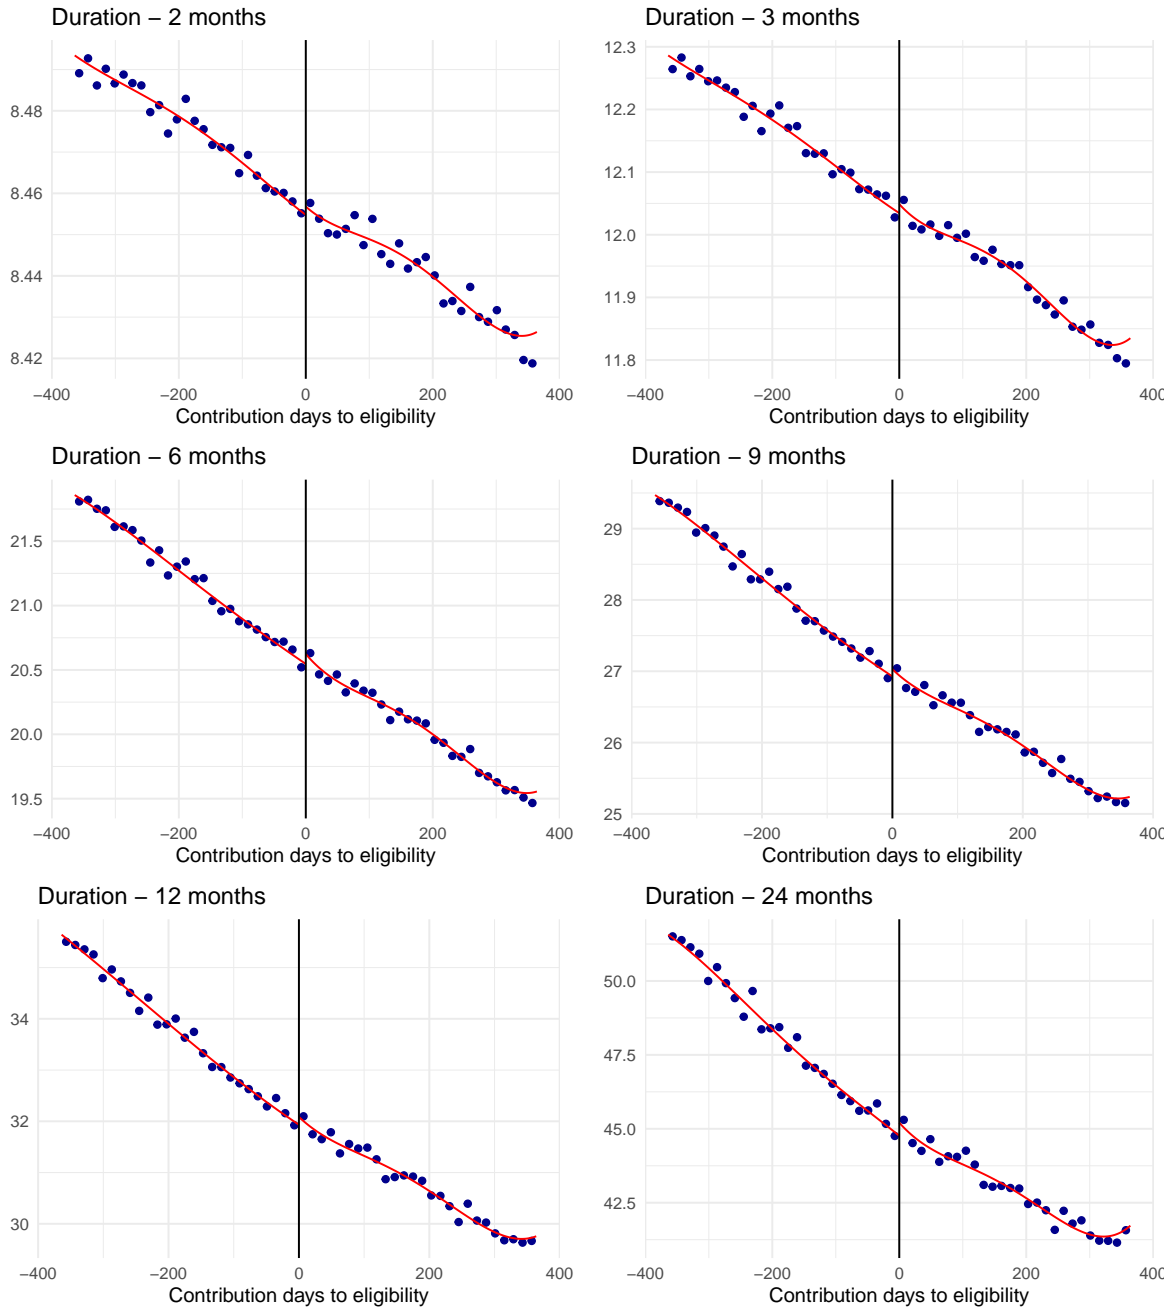 Duration − 2 months
8.48
8.46
8.44
8.42
−400 −200 0 200 400
Contribution days to eligibility
Duration − 3 months
12.3
12.2
12.1
12.0
11.9
11.8
−400 −200 0 200 400
Contribution days to eligibility
Duration − 6 months
21.5
21.0
20.5
20.0
19.5
−400 −200 0 200 400
Contribution days to eligibility
Duration − 9 months
29
28
27
26
25
−400 −200 0 200 400
Contribution days to eligibility
Duration − 12 months
34
32
30
−400 −200 0 200 400
Contribution days to eligibility
Duration − 24 months
50.0
47.5
45.0
42.5
−400 −200 0 200 400
Contribution days to eligibility